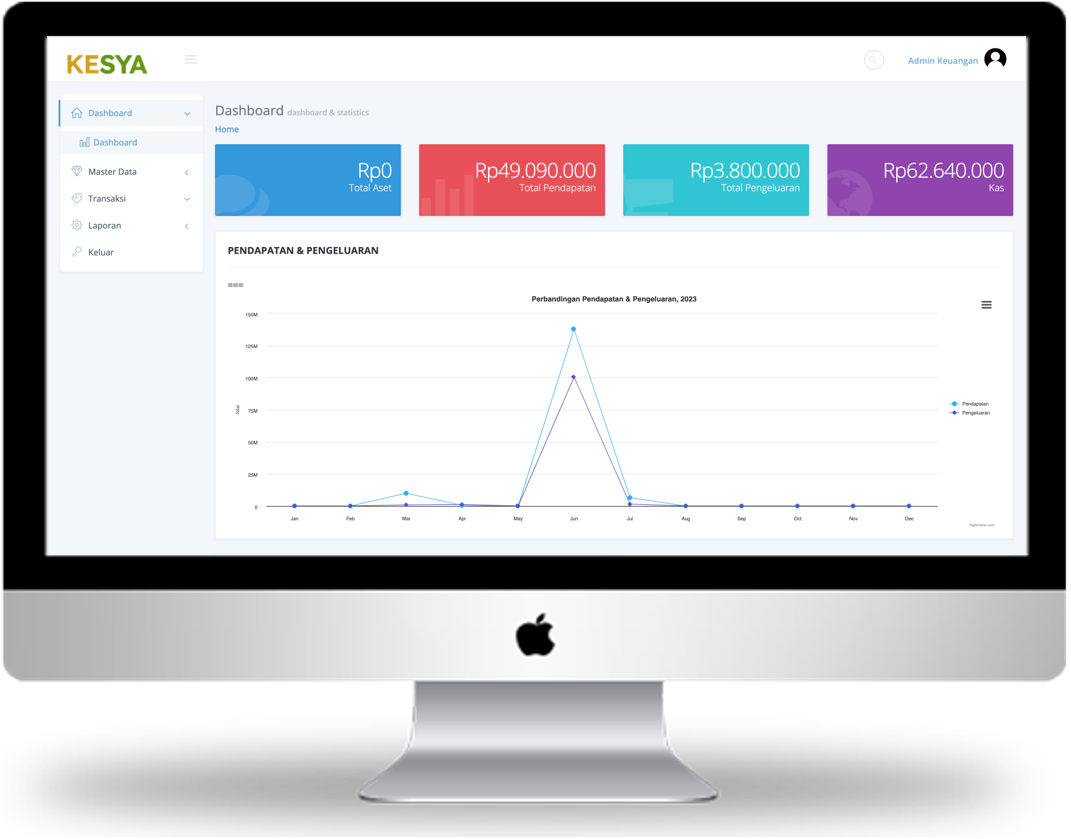 KESYA
Admin Keuangan
Dashboard
Dashboard
Master Data
Transaksi
Laporan
Keluar
Dashboard dashboard & statistics
Home
Rp0
Total Aset
Rp49.090.000
Total Pendapatan
Rp3.800.000
Total Pengeluaran
Rp62.640.000
Kas
PENDAPATAN & PENGELUARAN
Perbandingan Pendapatan & Pengeluaran, 2023
150M
125M
100M
75M
50M
25M
0
Nilai
Jan Feb Mar Apr May Jun Jul Aug Sep Oct Nov Dec
Pendapatan
Pengeluaran
Highcharts.com